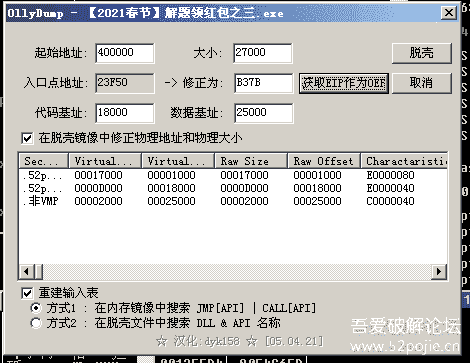 OllyDump - 【2021春节】解题领红包之三.exe
起始地址: 400000 大小: 27000 脱壳
入口点地址: 23F50 -> 修正为: B37B 获取EIP作为OEP 取消
代码基址: 18000 数据基址: 25000
在脱壳镜像中修正物理地址和物理大小
Sec... Virtual... Virtual... Raw Size Raw Offset Charactaristics
.52p... 00017000 00001000 00017000 00001000 E0000080
.52p... 0000D000 00018000 0000D000 00018000 E0000040
.非VMP 00002000 00025000 00002000 00025000 C0000040
重建输入表
方式1 : 在内存镜像中搜索 JMP[API] | CALL[API]
方式2 : 在脱壳文件中搜索 DLL & API 名称
☆ 汉化:dyk158 ☆ [05.04.21]
吾爱破解论坛
www.52pojie.cn